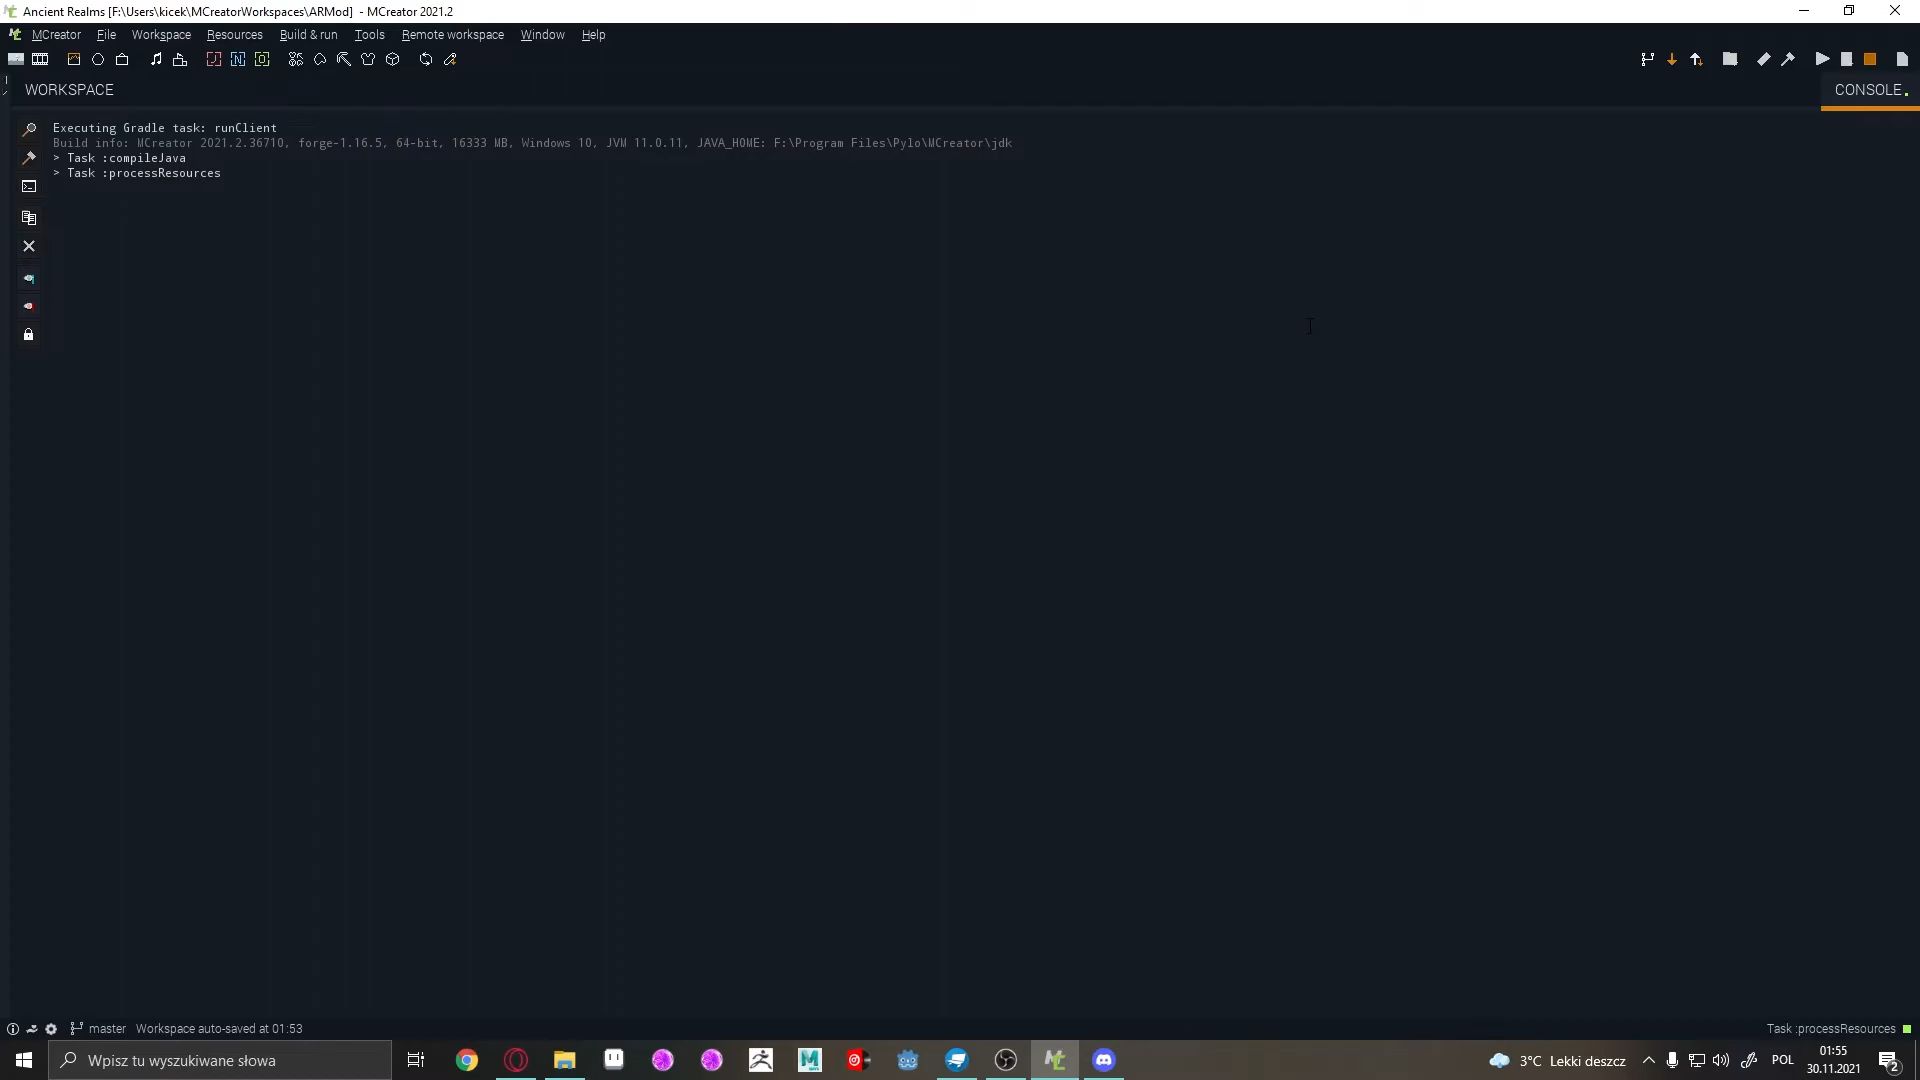 Ancient Realms [F:\Users\kicek\MCreatorWorkspaces\ARMod]  - MCreator 2021.2
MCreator File Workspace Resources Build & run Tools Remote workspace Window Help
WORKSPACE
CONSOLE
Executing Gradle task: runClient
Build info: MCreator 2021.2.36710, forge-1.16.5, 64-bit, 16333 MB, Windows 10, JVM 11.0.11, JAVA_HOME: F:\Program Files\Pylo\MCreator\jdk
> Task :compileJava
> Task :processResources
master Workspace auto-saved at 01:53
Task :processResources
Wpisz tu wyszukiwane słowa
3°C Lekki deszcz
POL
01:55
30.11.2021
2